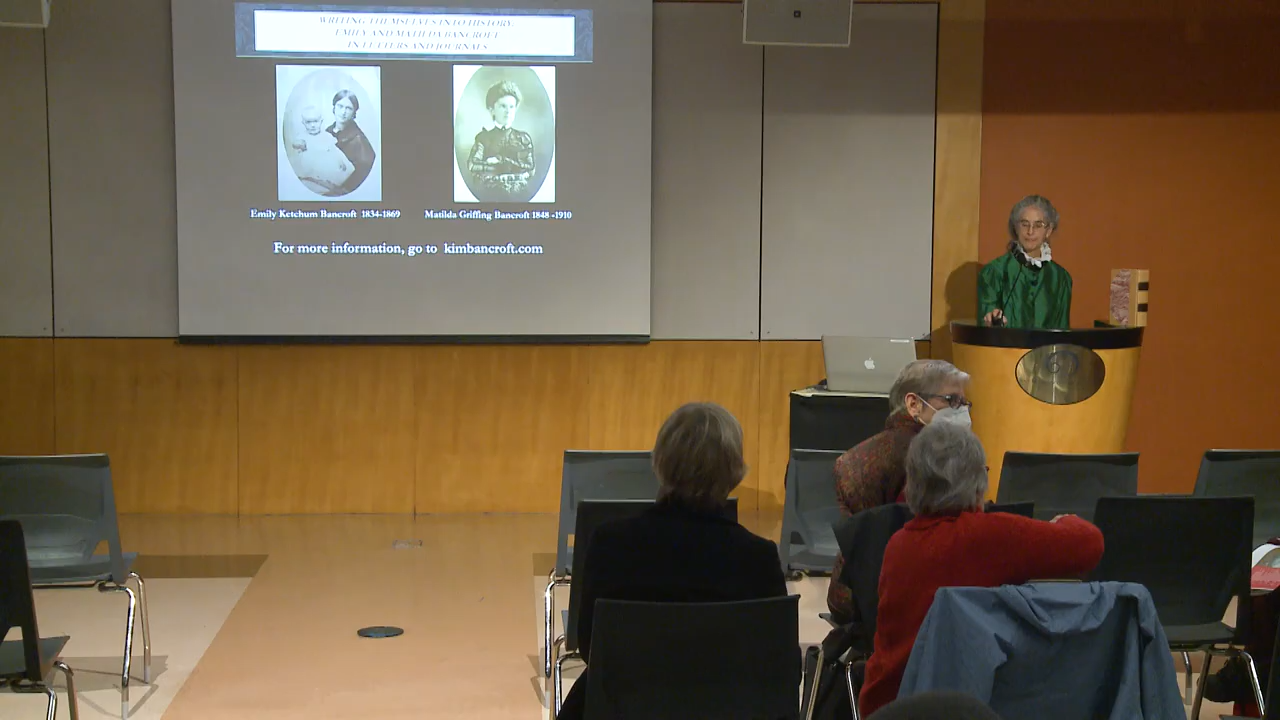 WRITING THEMSELVES INTO HISTORY:
EMILY AND MATILDA BANCROFT
IN LETTERS AND JOURNALS
Emily Ketchum Bancroft 1834-1869
Matilda Griffing Bancroft 1848 -1910
For more information, go to kimbancroft.com